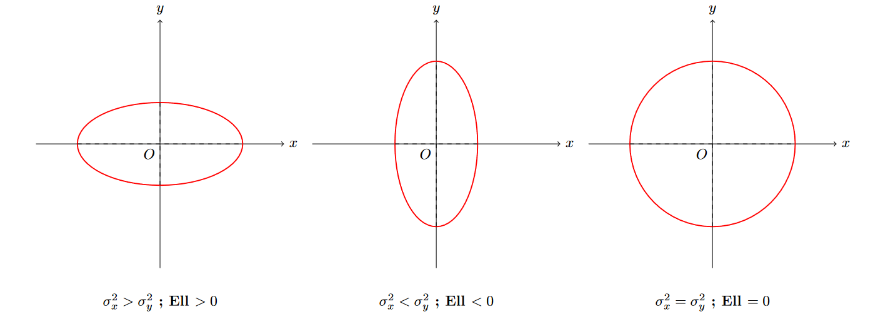 y
x
O
σ_x^2 > σ_y^2 ; Ell > 0
y
x
O
σ_x^2 < σ_y^2 ; Ell < 0
y
x
O
σ_x^2 = σ_y^2 ; Ell = 0